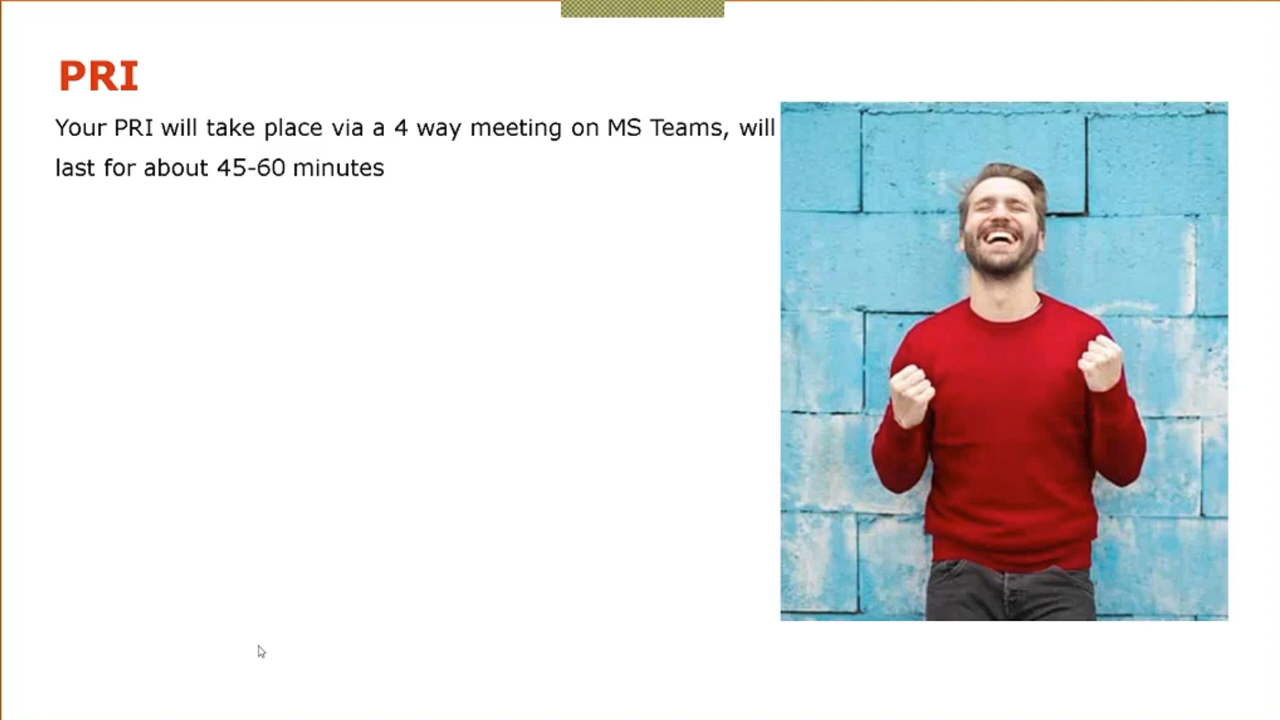 PRI
Your PRI will take place via a 4 way meeting on MS Teams, will
last for about 45-60 minutes